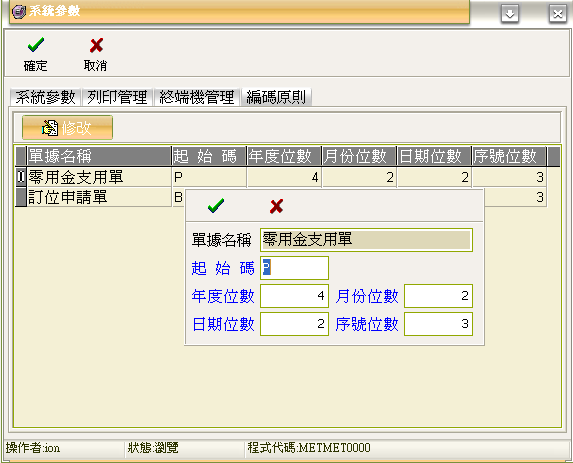 系統參數
確定 取消
系統參數 列印管理 終端機管理 編碼原則
修改
單據名稱 起 始 碼 年度位數 月份位數 日期位數 序號位數
零用金支用單 P 4 2 2 3
訂位申請單 B 3
單據名稱 零用金支用單
起 始 碼 P
年度位數 4 月份位數 2
日期位數 2 序號位數 3
操作者:ion 狀態:瀏覽 程式代碼:METMET0000